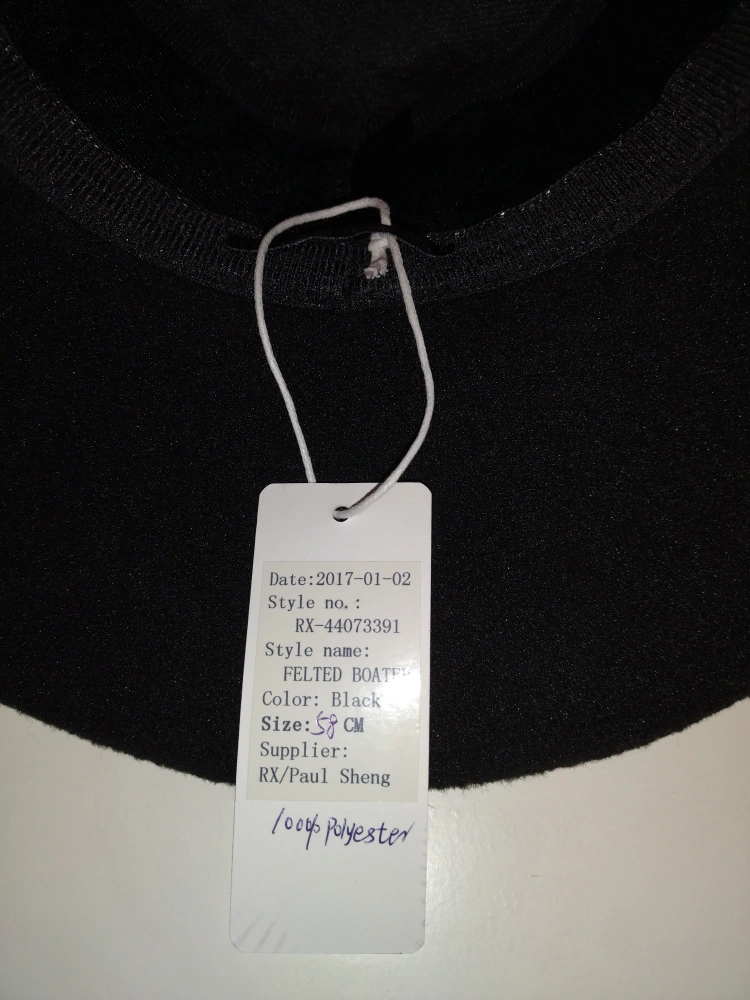 Date:2017-01-02
Style no.:
RX-44073391
Style name:
FELTED BOATER
Color: Black
Size:58 CM
Supplier:
RX/Paul Sheng
100% polyester